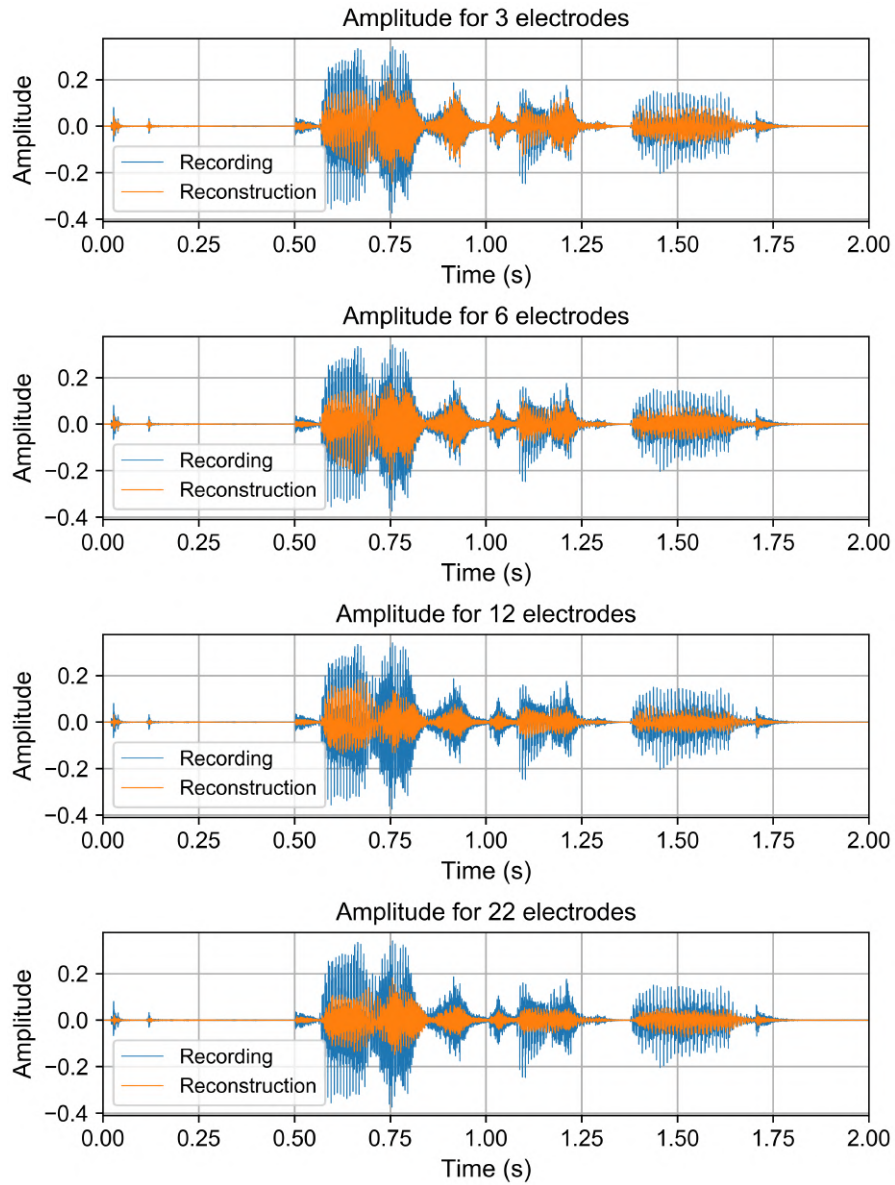 Amplitude for 3 electrodes
Amplitude
0.2
0.0
−0.2
−0.4
Recording
Reconstruction
0.00 0.25 0.50 0.75 1.00 1.25 1.50 1.75 2.00
Time (s)
Amplitude for 6 electrodes
Amplitude
0.2
0.0
−0.2
−0.4
Recording
Reconstruction
0.00 0.25 0.50 0.75 1.00 1.25 1.50 1.75 2.00
Time (s)
Amplitude for 12 electrodes
Amplitude
0.2
0.0
−0.2
−0.4
Recording
Reconstruction
0.00 0.25 0.50 0.75 1.00 1.25 1.50 1.75 2.00
Time (s)
Amplitude for 22 electrodes
Amplitude
0.2
0.0
−0.2
−0.4
Recording
Reconstruction
0.00 0.25 0.50 0.75 1.00 1.25 1.50 1.75 2.00
Time (s)